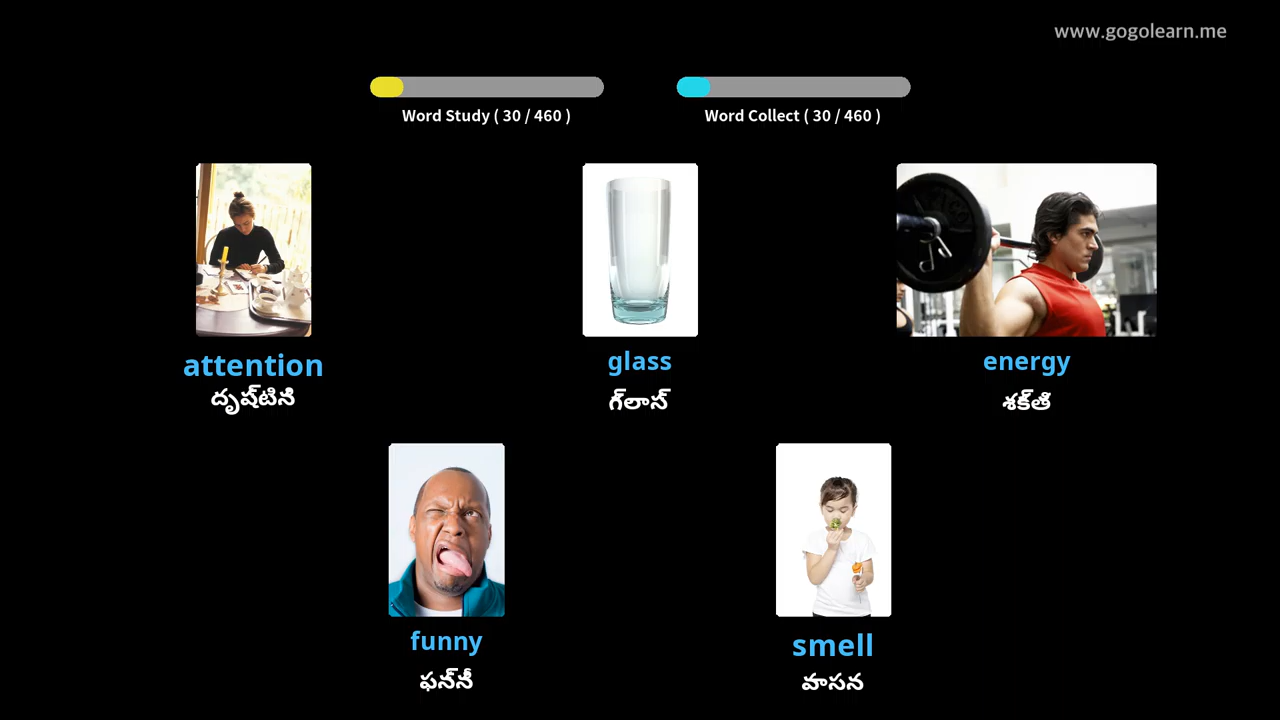 www.gogolearn.me
Word Study ( 30 / 460 )
Word Collect ( 30 / 460 )
attention
దృష్‌టిని
glass
గ్‌లాస్
energy
శక్‌తి
funny
ఫన్‌నీ
smell
వాసన